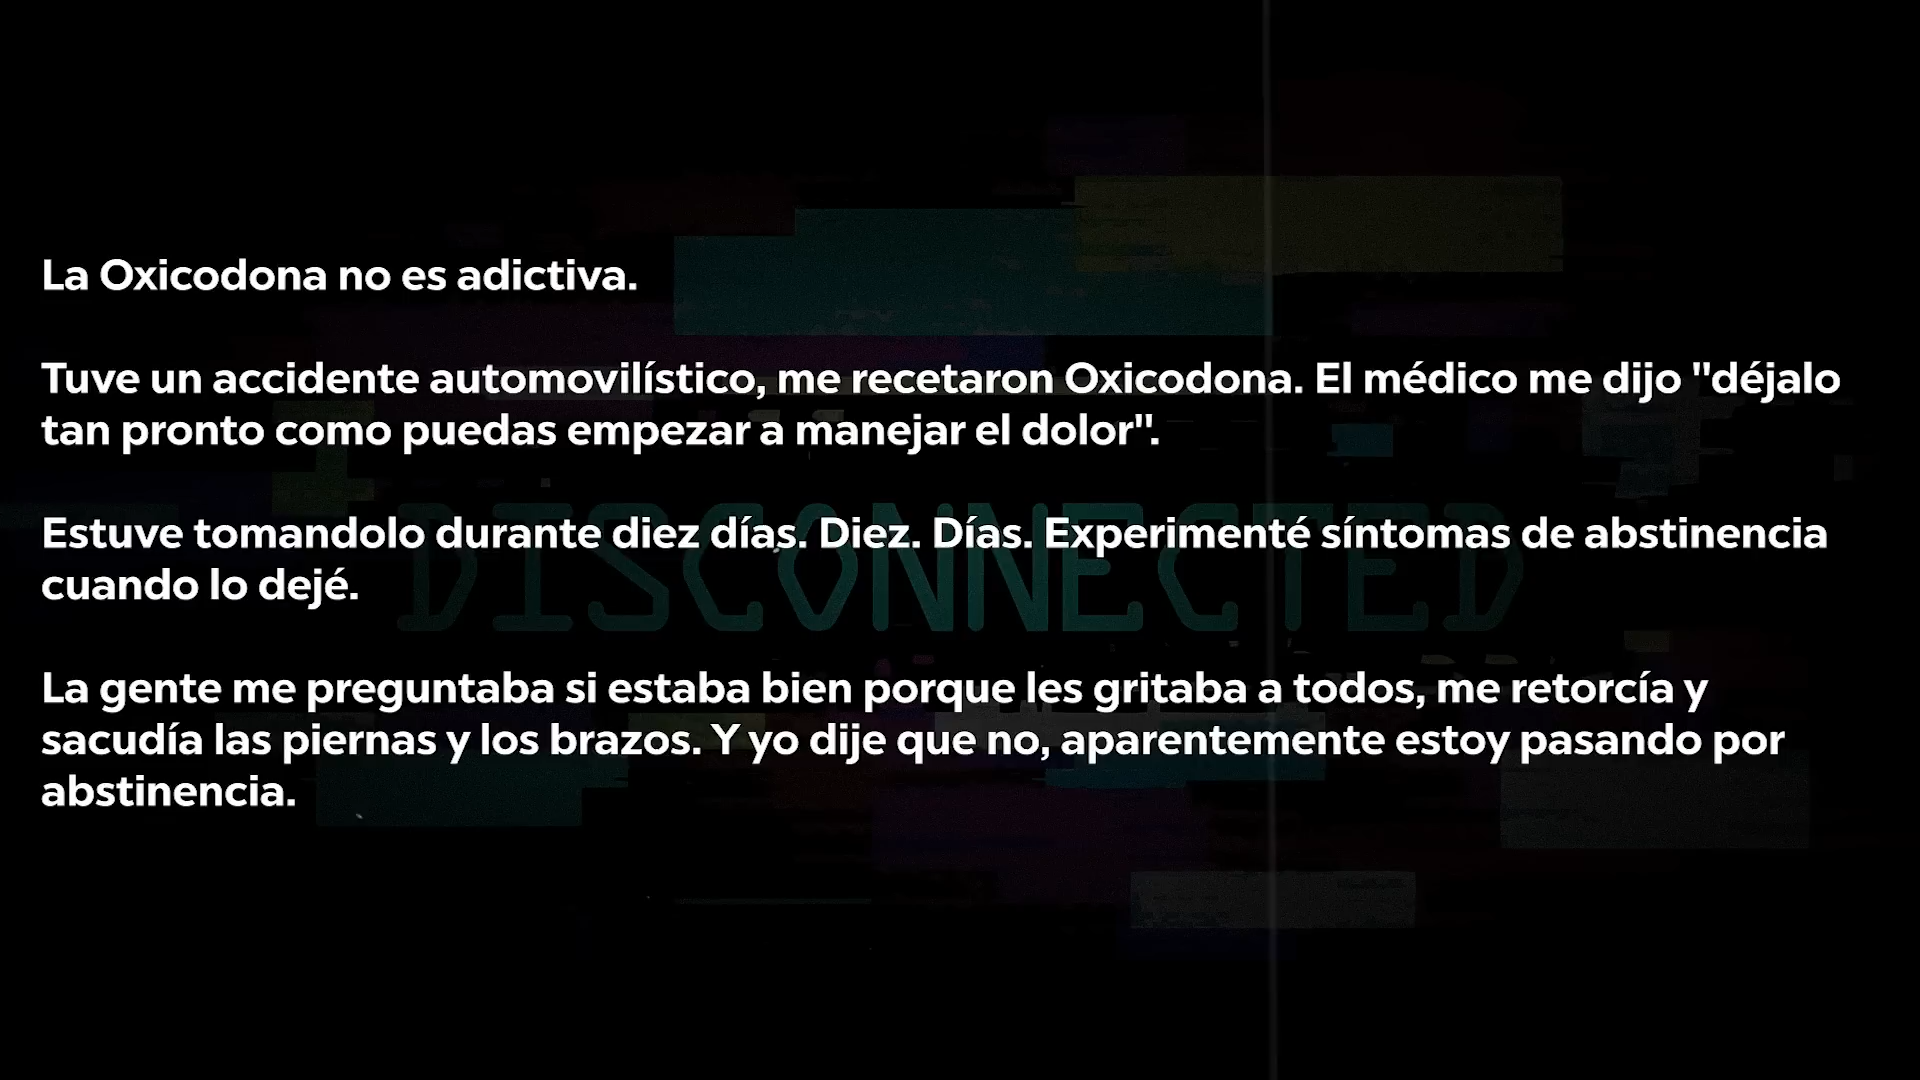 La Oxicodona no es adictiva.
Tuve un accidente automovilístico, me recetaron Oxicodona. El médico me dijo "déjalo
tan pronto como puedas empezar a manejar el dolor".
Estuve tomandolo durante diez días. Diez. Días. Experimenté síntomas de abstinencia
cuando lo dejé.
DISCONNECTED
La gente me preguntaba si estaba bien porque les gritaba a todos, me retorcía y
sacudía las piernas y los brazos. Y yo dije que no, aparentemente estoy pasando por
abstinencia.